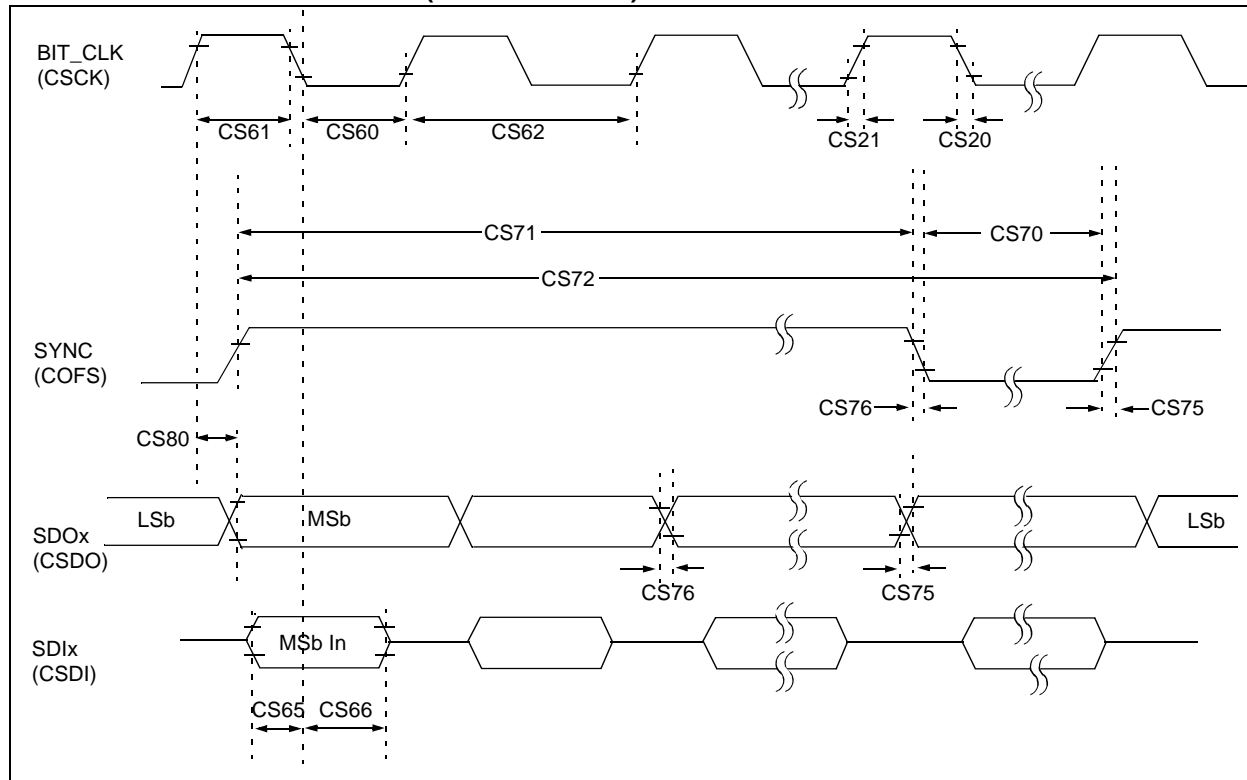 BIT_CLK
(CSCK)
CS61
CS60
CS62
CS21
CS20
CS71
CS70
CS72
SYNC
(COFS)
CS76
CS75
CS80
SDOx
(CSDO)
LSb
MSb
LSb
CS76
CS75
SDIx
(CSDI)
MSb In
CS65
CS66